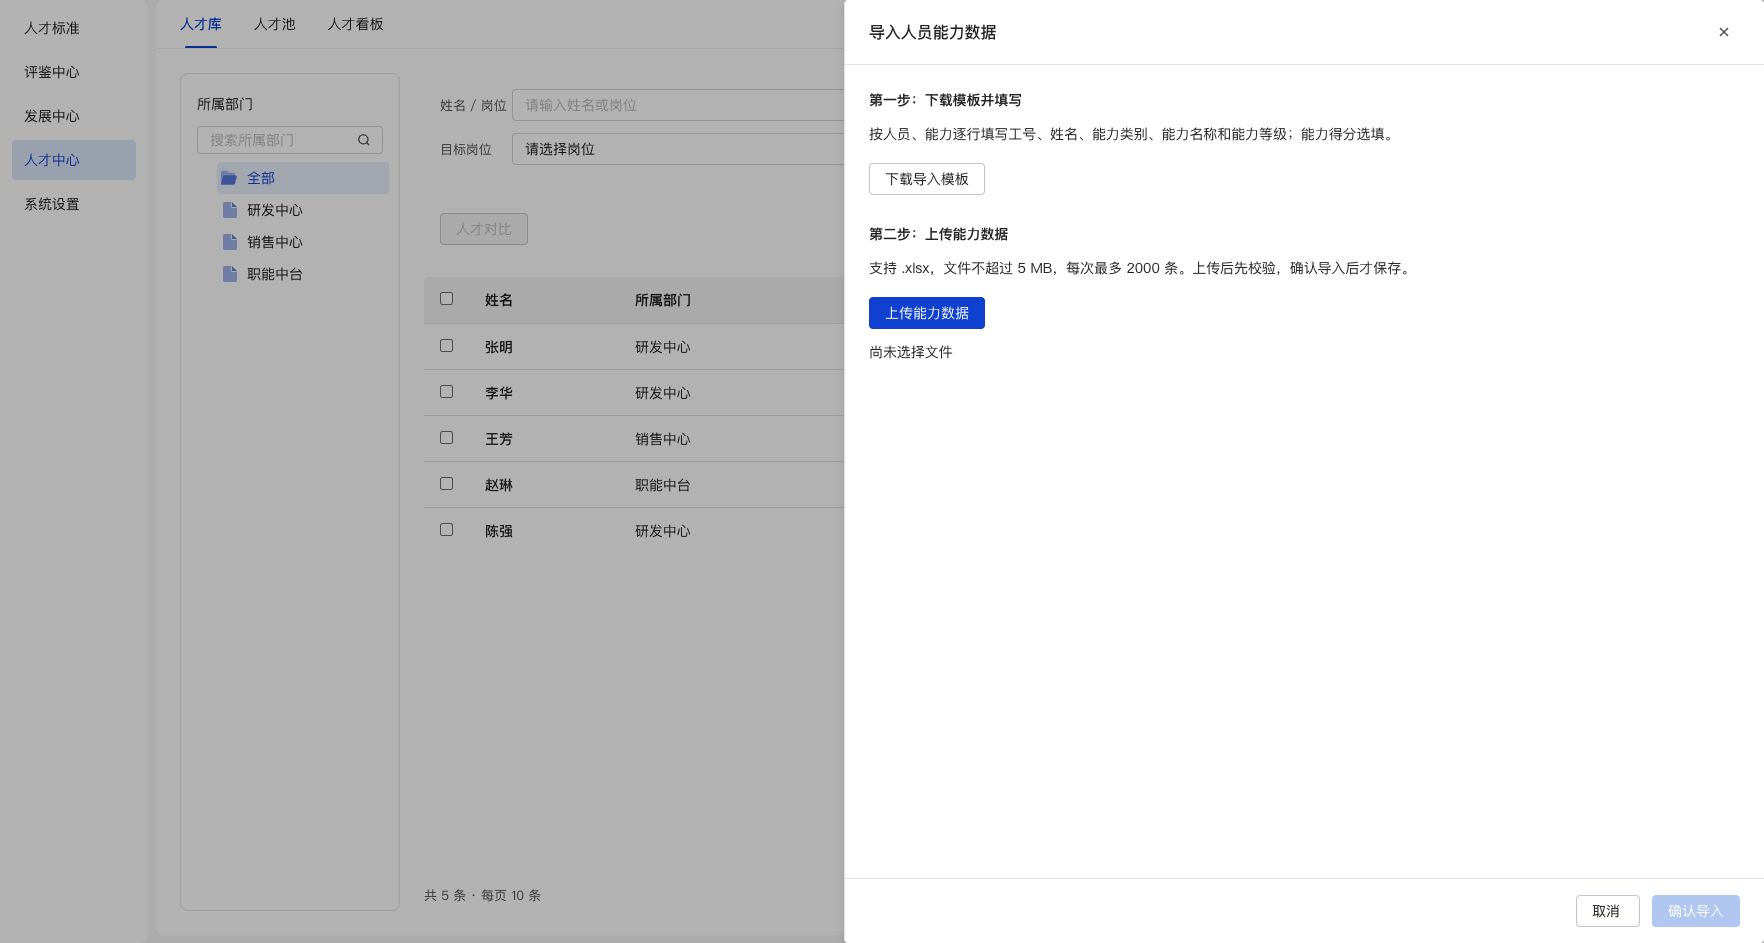 人才标准
评鉴中心
发展中心
人才中心
系统设置
人才库 人才池 人才看板
所属部门
搜索所属部门
全部
研发中心
销售中心
职能中台
姓名 / 岗位 请输入姓名或岗位
目标岗位 请选择岗位
人才对比
姓名 所属部门
张明 研发中心
李华 研发中心
王芳 销售中心
赵琳 职能中台
陈强 研发中心
共 5 条 · 每页 10 条
导入人员能力数据
第一步：下载模板并填写
按人员、能力逐行填写工号、姓名、能力类别、能力名称和能力等级；能力得分选填。
下载导入模板
第二步：上传能力数据
支持 .xlsx，文件不超过 5 MB，每次最多 2000 条。上传后先校验，确认导入后才保存。
上传能力数据
尚未选择文件
取消 确认导入